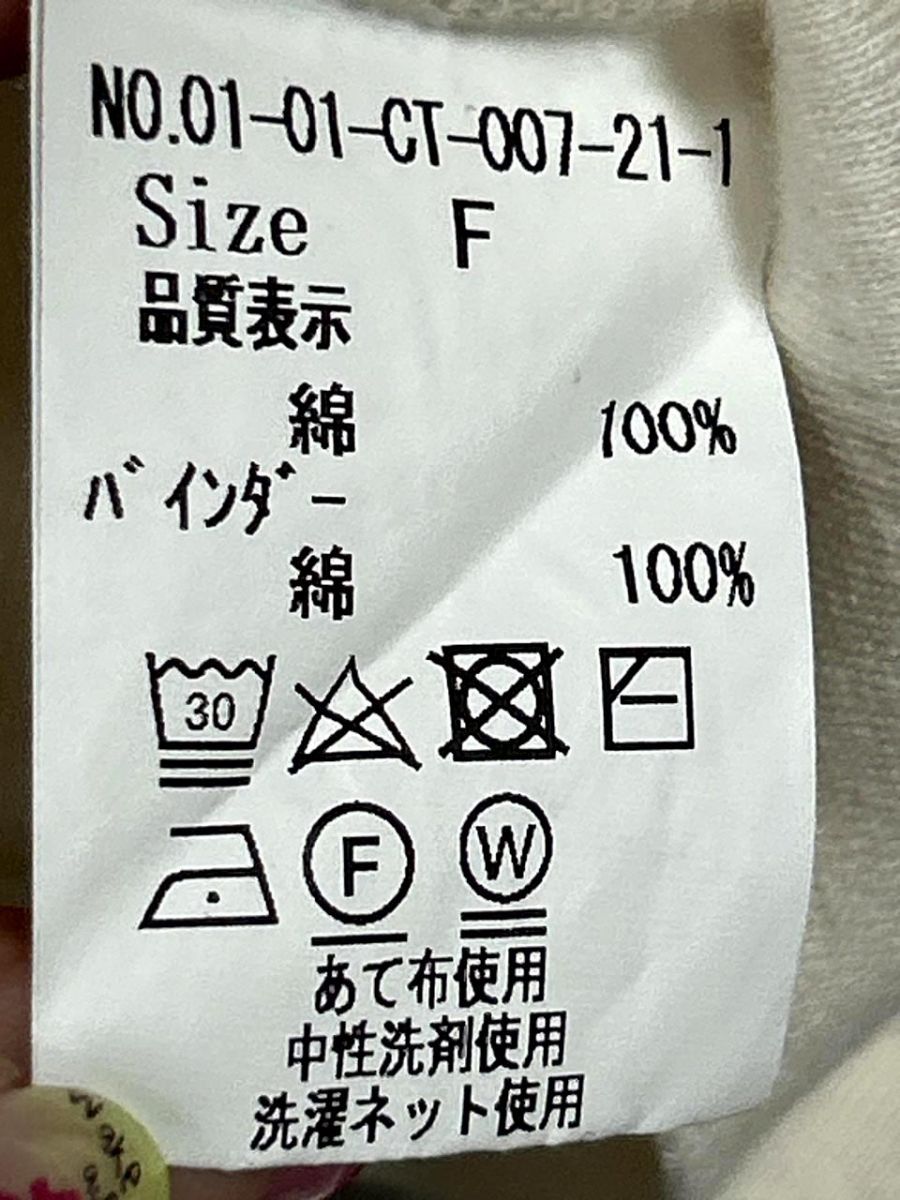 NO.01-01-CT-007-21-1
Size F
品質表示
綿 100%
バインダー
綿 100%
30
F W
あて布使用
中性洗剤使用
洗濯ネット使用